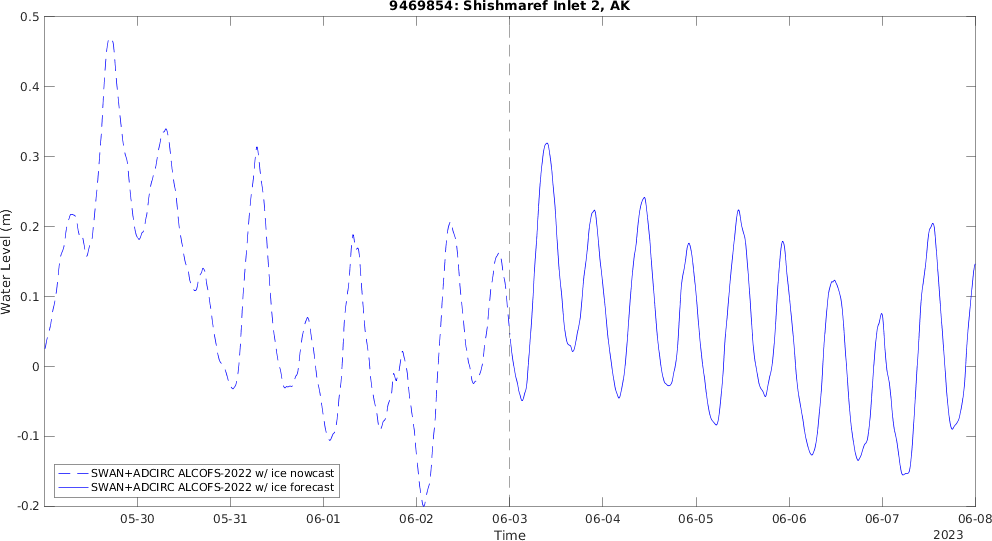 9469854: Shishmaref Inlet 2, AK
0.5
0.4
0.3
0.2
0.1
0
-0.1
-0.2
Water Level (m)
SWAN+ADCIRC ALCOFS-2022 w/ ice nowcast
SWAN+ADCIRC ALCOFS-2022 w/ ice forecast
05-30 05-31 06-01 06-02 06-03 06-04 06-05 06-06 06-07 06-08
Time
2023